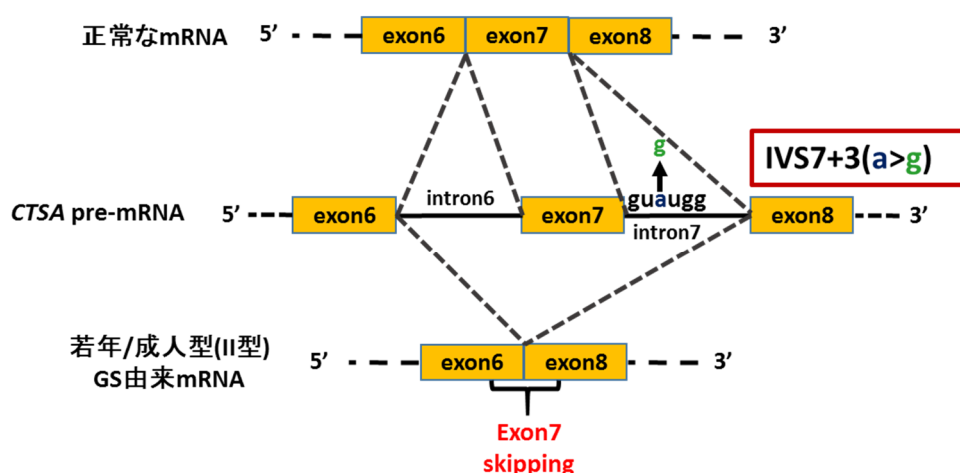 正常なmRNA 5’ exon6 exon7 exon8 3’
g
IVS7+3(a>g)
CTSA pre-mRNA 5’ exon6 intron6 exon7 guaugg exon8 3’
intron7
若年/成人型(II型)
GS由来mRNA
5’ exon6 exon8 3’
Exon7
skipping